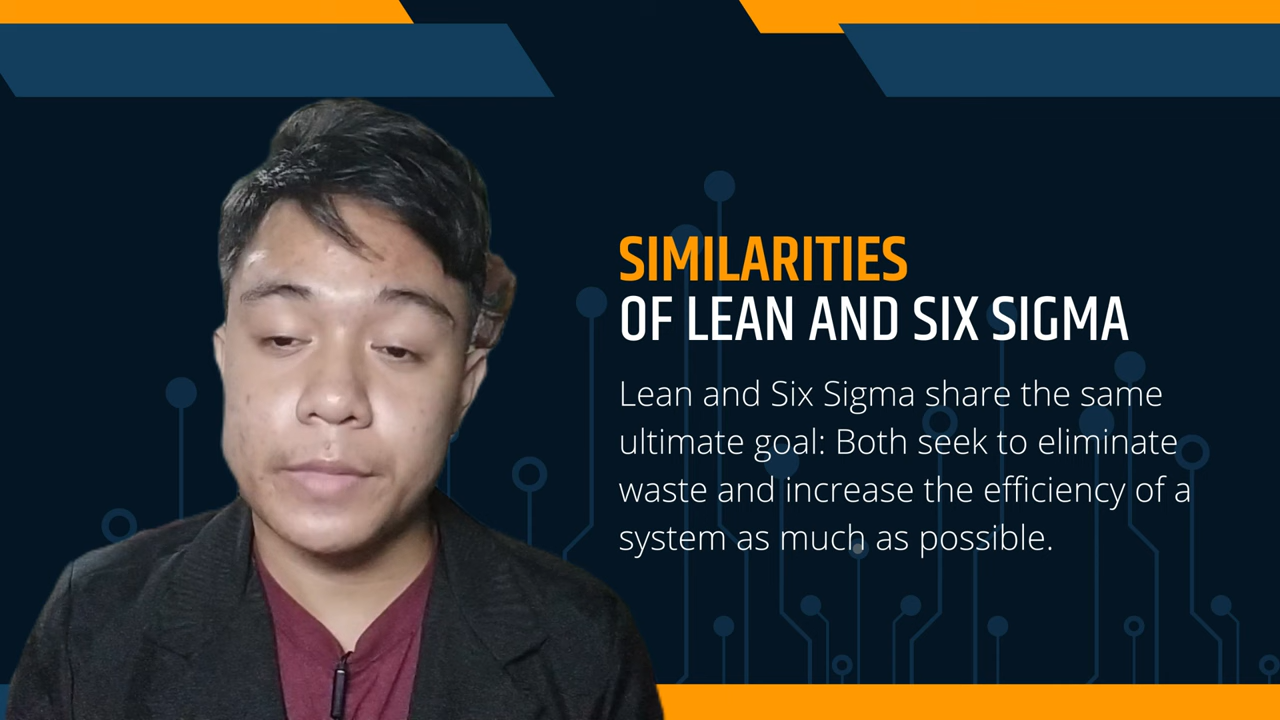 SIMILARITIES
OF LEAN AND SIX SIGMA
Lean and Six Sigma share the same
ultimate goal: Both seek to eliminate
waste and increase the efficiency of a
system as much as possible.